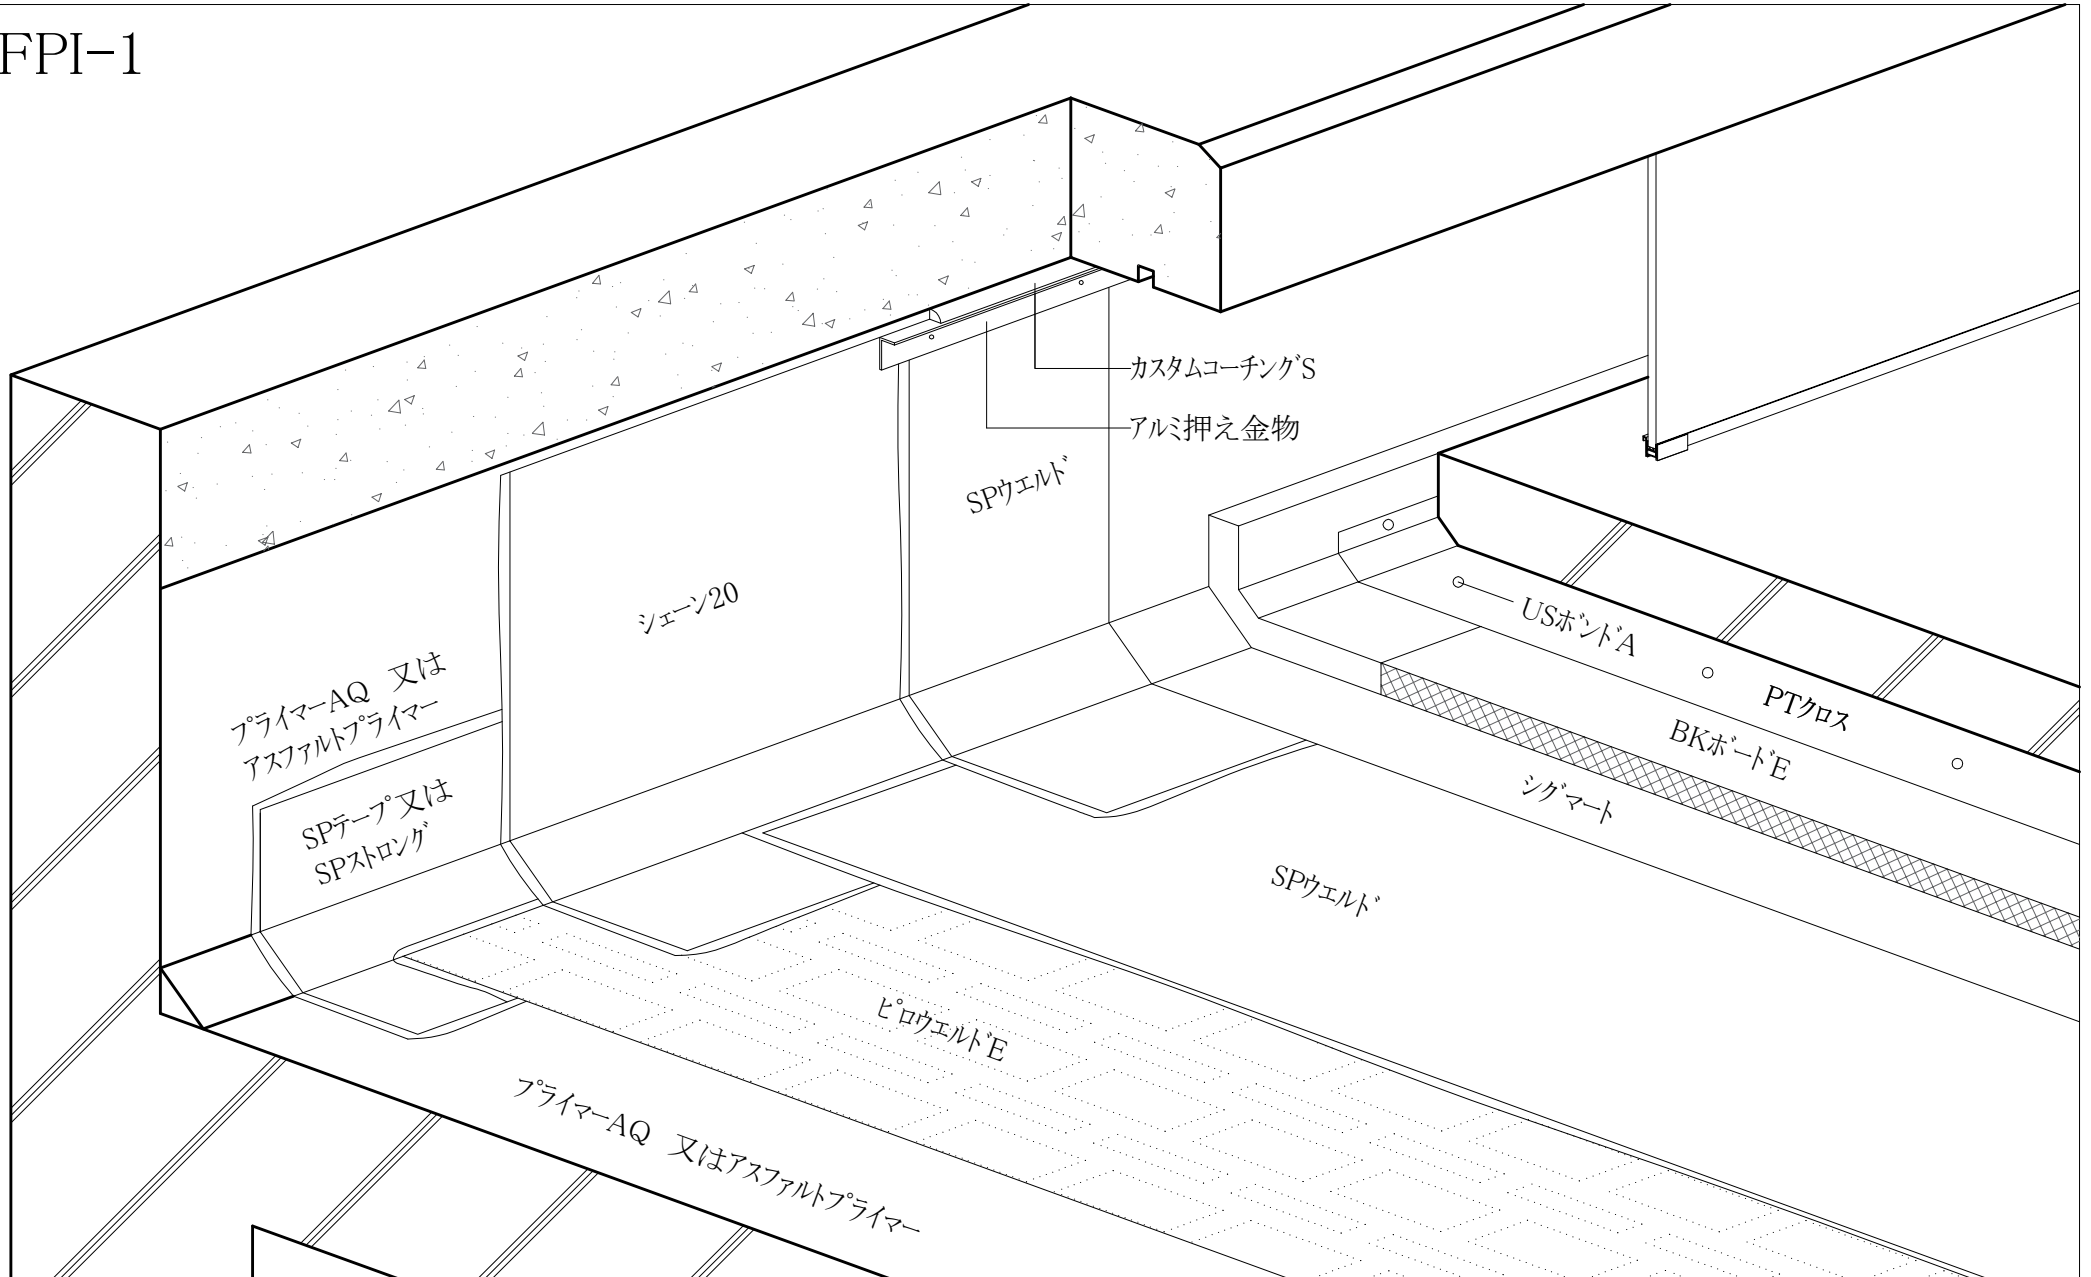 FPI-1
カスタムコーチングS
アルミ押え金物
SPウェルド
シェーン20
USボンドA
PTクロス
BKボードE
シグマート
プライマーAQ 又は
アスファルトプライマー
SPテープ又は
SPストロング
SPウエルド
ピロウエルドE
プライマーAQ 又はアスファルトプライマー